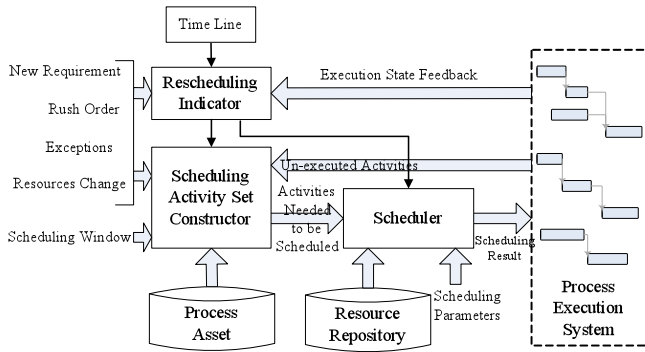 Time Line
New Requirement
Rush Order
Exceptions
Resources Change
Scheduling Window
Rescheduling
Indicator
Execution State Feedback
Scheduling
Activity Set
Constructor
Un-executed Activities
Activities
Needed
to be
Scheduled
Scheduler
Scheduling
Result
Process
Asset
Resource
Repository
Scheduling
Parameters
Process
Execution
System